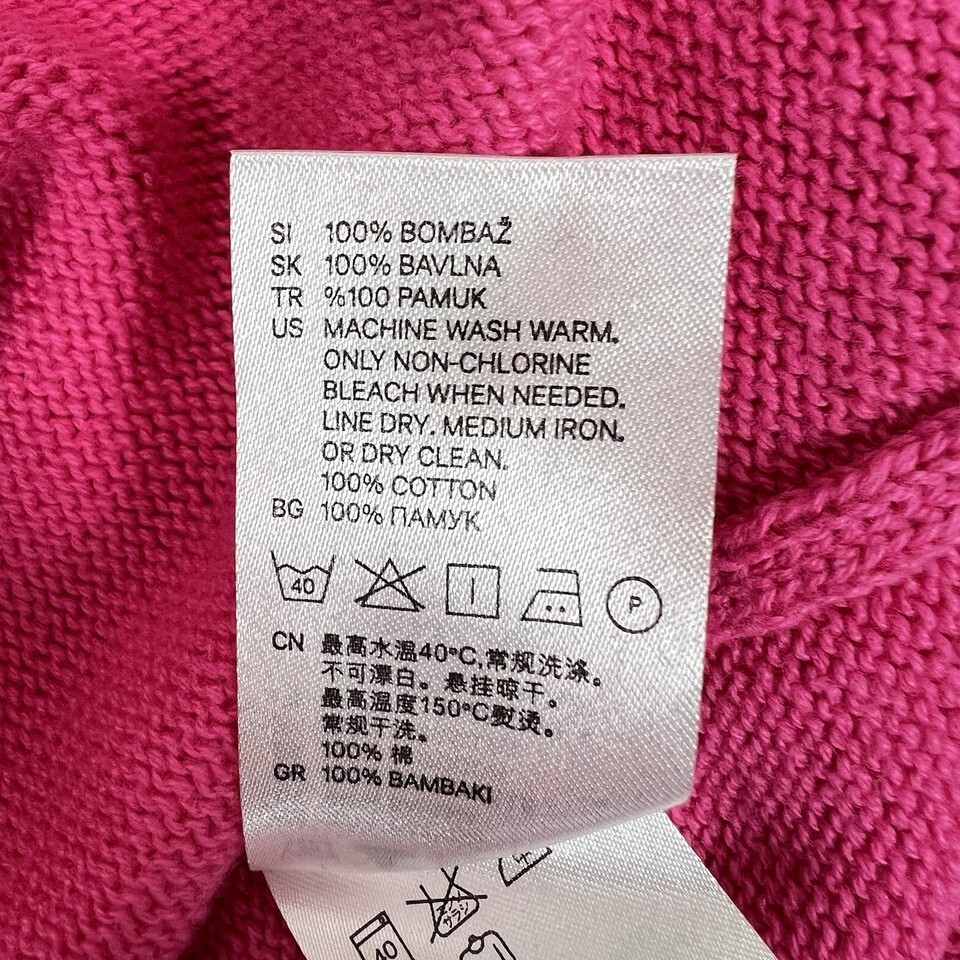 SI 100% BOMBAŽ
SK 100% BAVLNA
TR %100 PAMUK
US MACHINE WASH WARM.
ONLY NON-CHLORINE
BLEACH WHEN NEEDED.
LINE DRY. MEDIUM IRON.
OR DRY CLEAN.
100% COTTON
BG 100% ПАМУК
40 P
CN 最高水温40°C,常规洗涤。
不可漂白。悬挂晾干。
最高温度150°C熨烫。
常规干洗。
100% 棉
GR 100% BAMBAKI
40